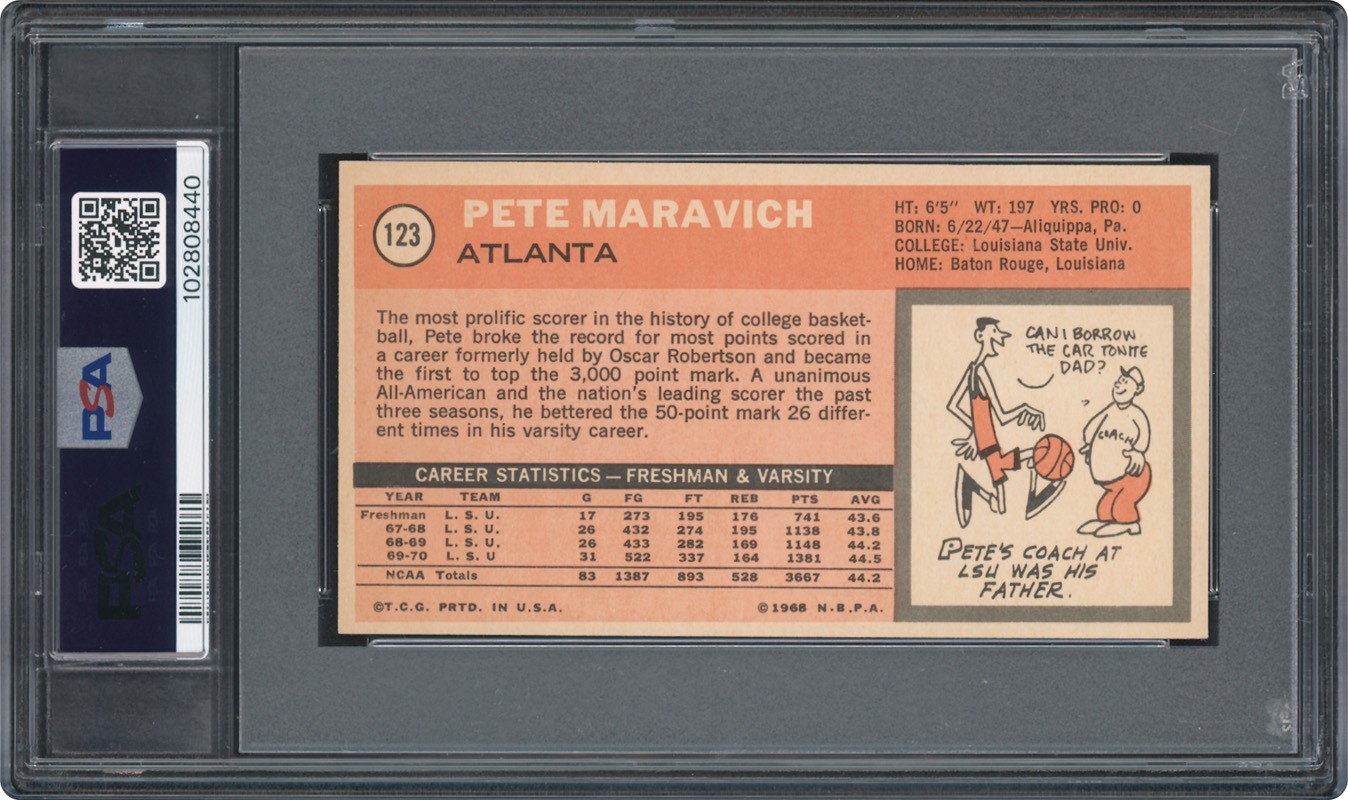 102808440
PSA
PSA
123
PETE MARAVICH
ATLANTA
HT: 6'5" WT: 197 YRS. PRO: 0
BORN: 6/22/47—Aliquippa, Pa.
COLLEGE: Louisiana State Univ.
HOME: Baton Rouge, Louisiana
The most prolific scorer in the history of college basket-
ball, Pete broke the record for most points scored in
a career formerly held by Oscar Robertson and became
the first to top the 3,000 point mark. A unanimous
All-American and the nation's leading scorer the past
three seasons, he bettered the 50-point mark 26 differ-
ent times in his varsity career.
CAREER STATISTICS — FRESHMAN & VARSITY
YEAR TEAM G FG FT REB PTS AVG
Freshman L. S. U. 17 273 195 176 741 43.6
67-68 L. S. U. 26 432 274 195 1138 43.8
68-69 L. S. U. 26 433 282 169 1148 44.2
69-70 L. S. U 31 522 337 164 1381 44.5
NCAA Totals 83 1387 893 528 3667 44.2
©T.C.G. PRTD. IN U.S.A. ©1968 N.B.P.A.
CAN I BORROW
THE CAR TONITE
DAD?
?
COACH
PETE'S COACH AT
LSU WAS HIS
FATHER.